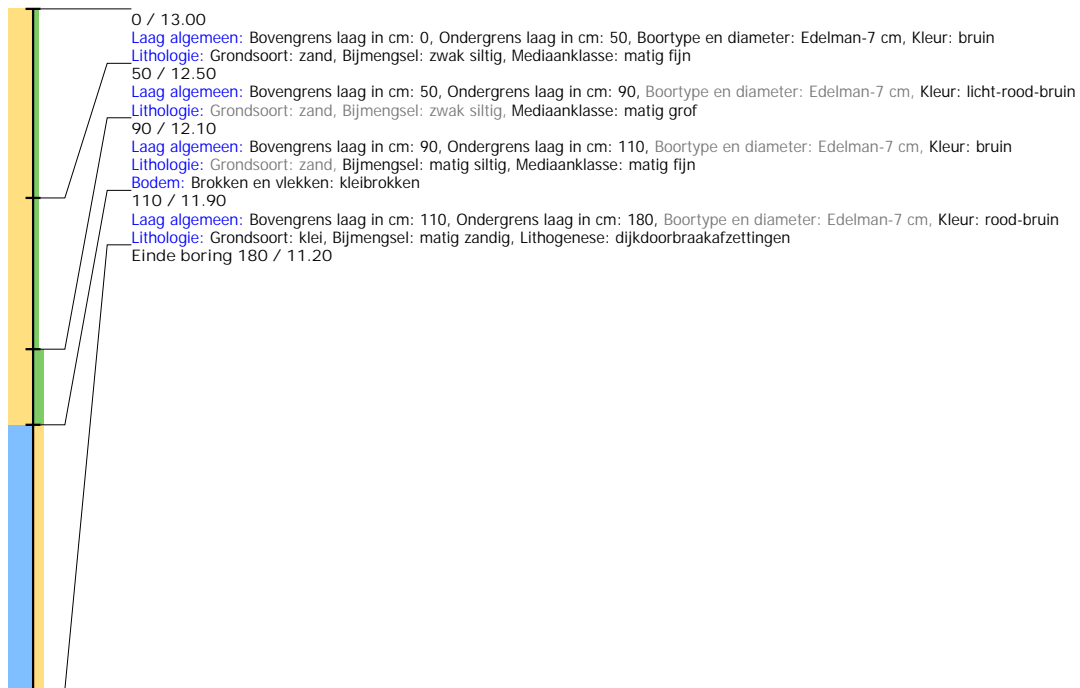 0 / 13.00
Laag algemeen: Bovengrens laag in cm: 0, Ondergrens laag in cm: 50, Boortype en diameter: Edelman-7 cm, Kleur: bruin
Lithologie: Grondsoort: zand, Bijmengsel: zwak siltig, Mediaanklasse: matig fijn
50 / 12.50
Laag algemeen: Bovengrens laag in cm: 50, Ondergrens laag in cm: 90, Boortype en diameter: Edelman-7 cm, Kleur: licht-rood-bruin
Lithologie: Grondsoort: zand, Bijmengsel: zwak siltig, Mediaanklasse: matig grof
90 / 12.10
Laag algemeen: Bovengrens laag in cm: 90, Ondergrens laag in cm: 110, Boortype en diameter: Edelman-7 cm, Kleur: bruin
Lithologie: Grondsoort: zand, Bijmengsel: matig siltig, Mediaanklasse: matig fijn
Bodem: Brokken en vlekken: kleibrokken
110 / 11.90
Laag algemeen: Bovengrens laag in cm: 110, Ondergrens laag in cm: 180, Boortype en diameter: Edelman-7 cm, Kleur: rood-bruin
Lithologie: Grondsoort: klei, Bijmengsel: matig zandig, Lithogenese: dijkdoorbraakafzettingen
Einde boring 180 / 11.20